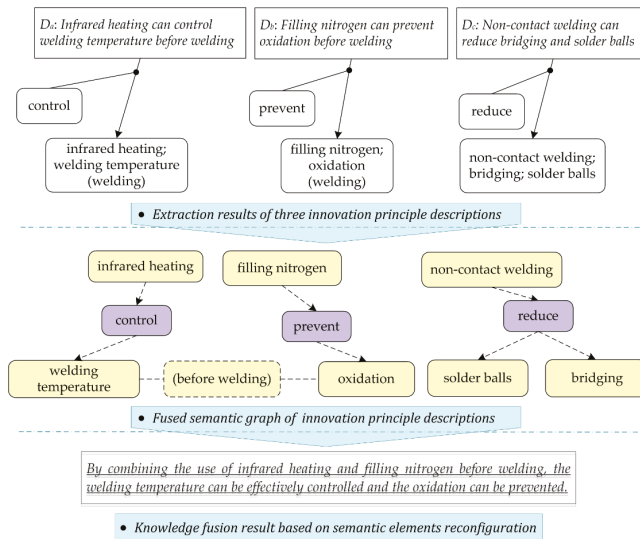 Da: Infrared heating can control
welding temperature before welding
Db: Filling nitrogen can prevent
oxidation before welding
Dc: Non-contact welding can
reduce bridging and solder balls
control
prevent
reduce
infrared heating;
welding temperature
(welding)
filling nitrogen;
oxidation
(welding)
non-contact welding;
bridging; solder balls
• Extraction results of three innovation principle descriptions
infrared heating
filling nitrogen
non-contact welding
control
prevent
reduce
welding
temperature
(before welding)
oxidation
solder balls
bridging
• Fused semantic graph of innovation principle descriptions
By combining the use of infrared heating and filling nitrogen before welding, the
welding temperature can be effectively controlled and the oxidation can be prevented.
• Knowledge fusion result based on semantic elements reconfiguration